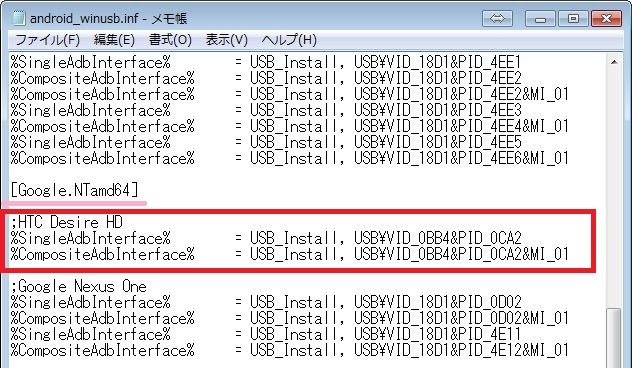 android_winusb.inf - メモ帳
ファイル(F) 編集(E) 書式(O) 表示(V) ヘルプ(H)
%SingleAdbInterface% = USB_Install, USB¥VID_18D1&PID_4EE1
%CompositeAdbInterface% = USB_Install, USB¥VID_18D1&PID_4EE2
%CompositeAdbInterface% = USB_Install, USB¥VID_18D1&PID_4EE2&MI_01
%SingleAdbInterface% = USB_Install, USB¥VID_18D1&PID_4EE3
%CompositeAdbInterface% = USB_Install, USB¥VID_18D1&PID_4EE4&MI_01
%SingleAdbInterface% = USB_Install, USB¥VID_18D1&PID_4EE5
%CompositeAdbInterface% = USB_Install, USB¥VID_18D1&PID_4EE6&MI_01
[Google.NTamd64]
;HTC Desire HD
%SingleAdbInterface% = USB_Install, USB¥VID_0BB4&PID_0CA2
%CompositeAdbInterface% = USB_Install, USB¥VID_0BB4&PID_0CA2&MI_01
;Google Nexus One
%SingleAdbInterface% = USB_Install, USB¥VID_18D1&PID_0D02
%CompositeAdbInterface% = USB_Install, USB¥VID_18D1&PID_0D02&MI_01
%SingleAdbInterface% = USB_Install, USB¥VID_18D1&PID_4E11
%CompositeAdbInterface% = USB_Install, USB¥VID_18D1&PID_4E12&MI_01